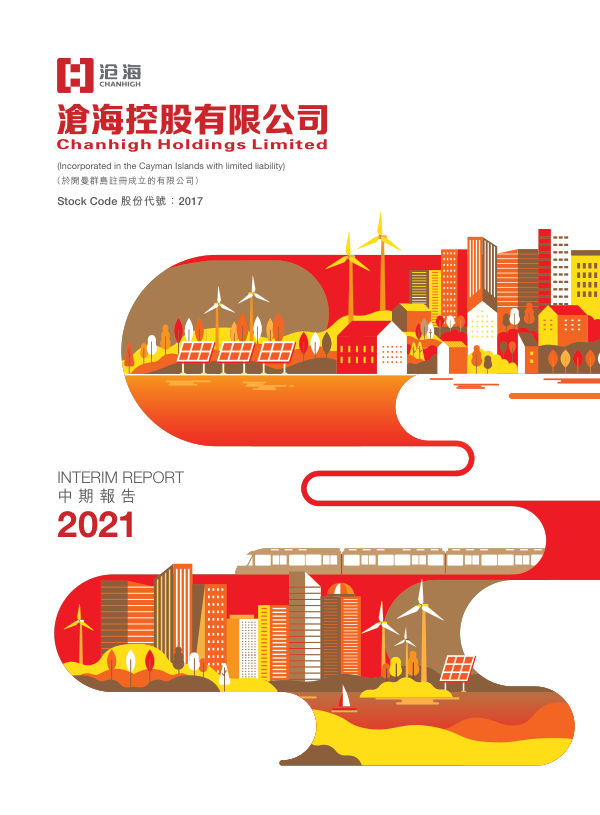 沧海
CHANHIGH
滄海控股有限公司
Chanhigh Holdings Limited
(Incorporated in the Cayman Islands with limited liability)
（於開曼群島註冊成立的有限公司）
Stock Code 股份代號：2017
INTERIM REPORT
中期報告
2021